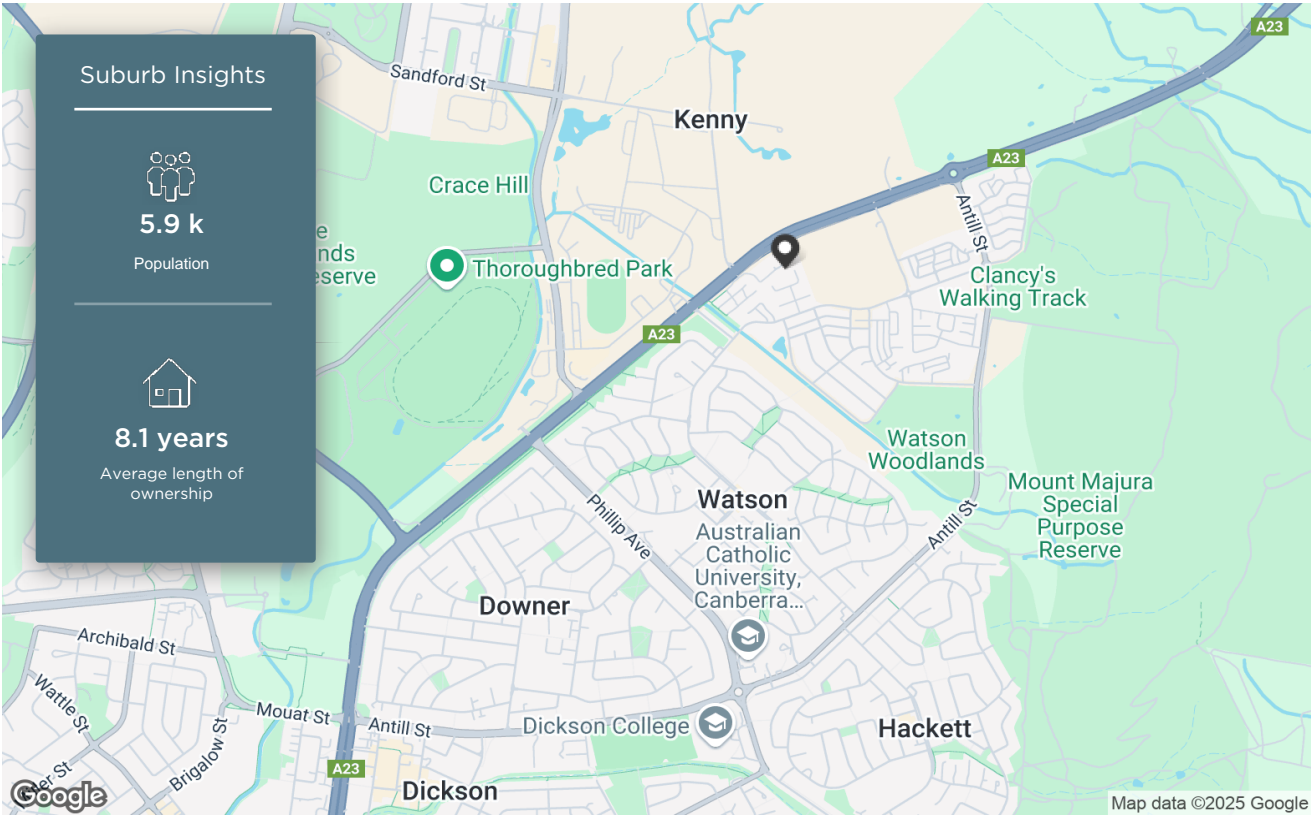 Suburb Insights
5.9 k
Population
8.1 years
Average length of
ownership
A23
Sandford St
Kenny
A23
Crace Hill
Antill St
nds
eserve
Thoroughbred Park
Clancy's
Walking Track
A23
Watson
Woodlands
Mount Majura
Special
Purpose
Reserve
Watson
Phillip Ave
Antill St
Australian
Catholic
University,
Canberra...
Downer
Archibald St
Wattle St
Mouat St
Antill St
Dickson College
Hackett
Brigalow St
A23
Dickson
Google
Map data ©2025 Google